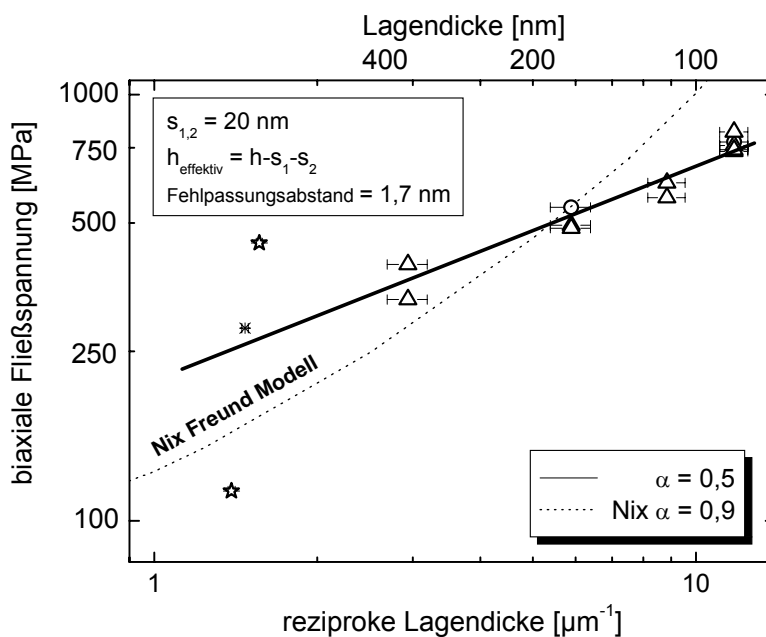 Lagendicke [nm]
400 200 100
1000
750
500
250
100
biaxiale Fließspannung [MPa]
s1,2 = 20 nm
heffektiv = h-s1-s2
Fehlpassungsabstand = 1,7 nm
Nix Freund Modell
α = 0,5
Nix α = 0,9
1 10
reziproke Lagendicke [µm-1]